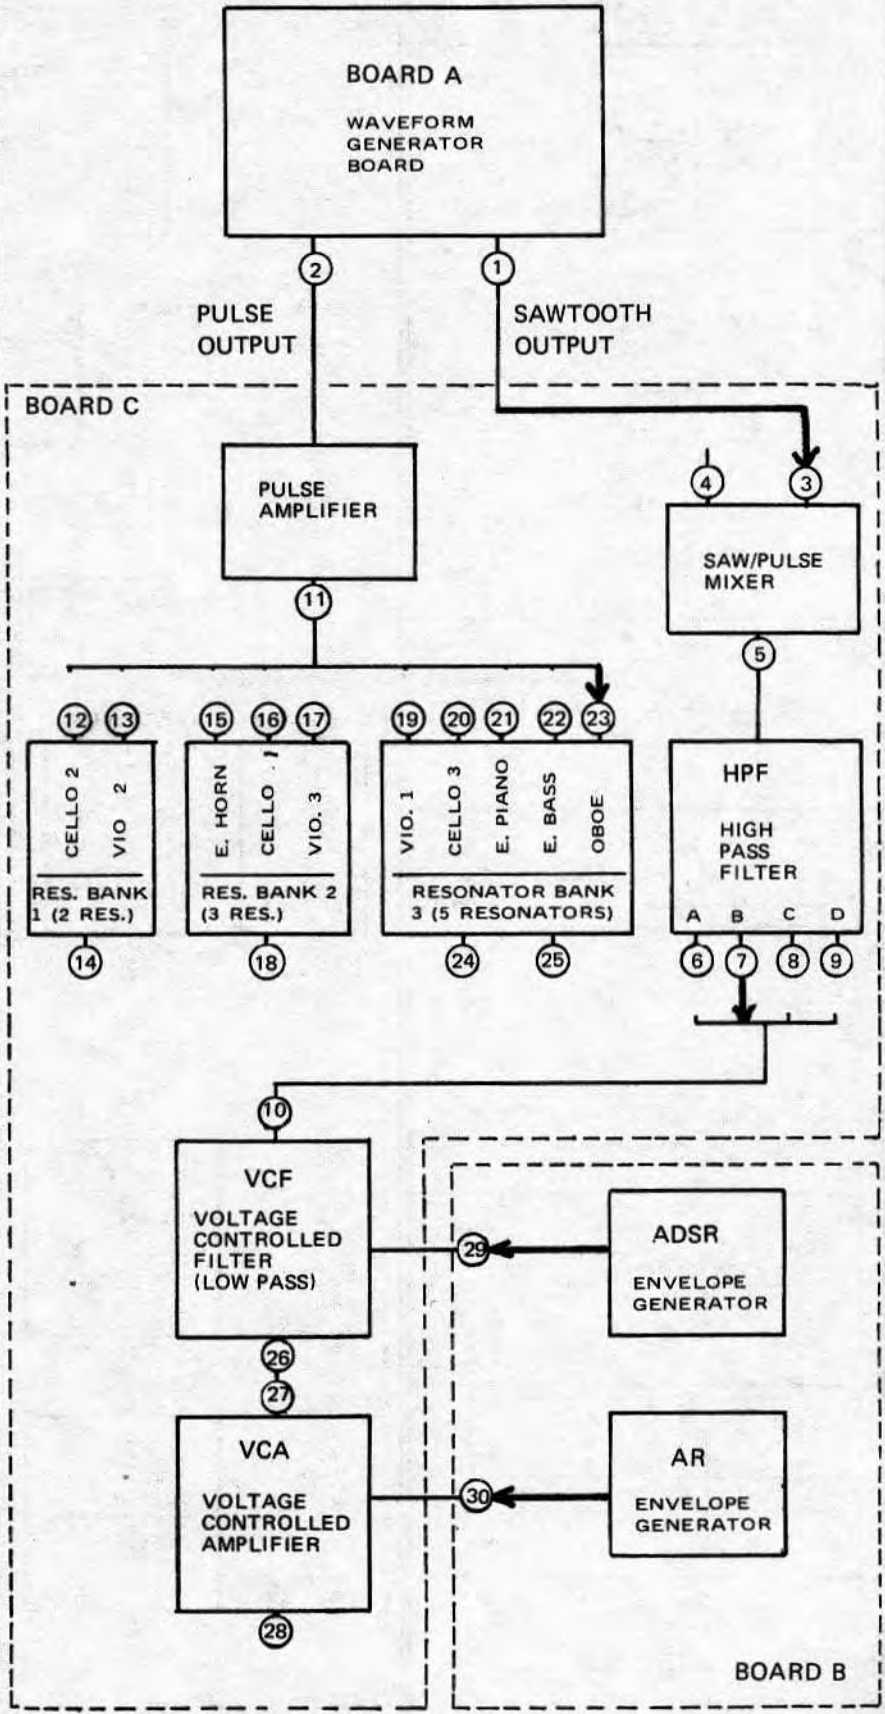 BOARD A
WAVEFORM
GENERATOR
BOARD
2
1
PULSE
OUTPUT
SAWTOOTH
OUTPUT
BOARD C
PULSE
AMPLIFIER
4
3
SAW/PULSE
MIXER
11
5
12
13
15
16
17
19
20
21
22
23
CELLO 2
VIO 2
E. HORN
CELLO 1
VIO. 3
VIO. 1
CELLO 3
E. PIANO
E. BASS
OBOE
RES. BANK
1 (2 RES.)
RES. BANK 2
(3 RES.)
RESONATOR BANK
3 (5 RESONATORS)
HPF
HIGH
PASS
FILTER
A B C D
14
18
24
25
6
7
8
9
10
VCF
VOLTAGE
CONTROLLED
FILTER
(LOW PASS)
29
ADSR
ENVELOPE
GENERATOR
26
27
VCA
VOLTAGE
CONTROLLED
AMPLIFIER
30
AR
ENVELOPE
GENERATOR
28
BOARD B